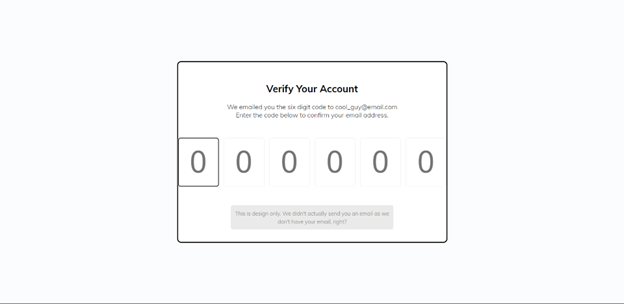 Verify Your Account
We emailed you the six digit code to cool_guy@email.com
Enter the code below to confirm your email address.
0 0 0 0 0 0
This is design only. We didn't actually send you an email as we
don't have your email, right?